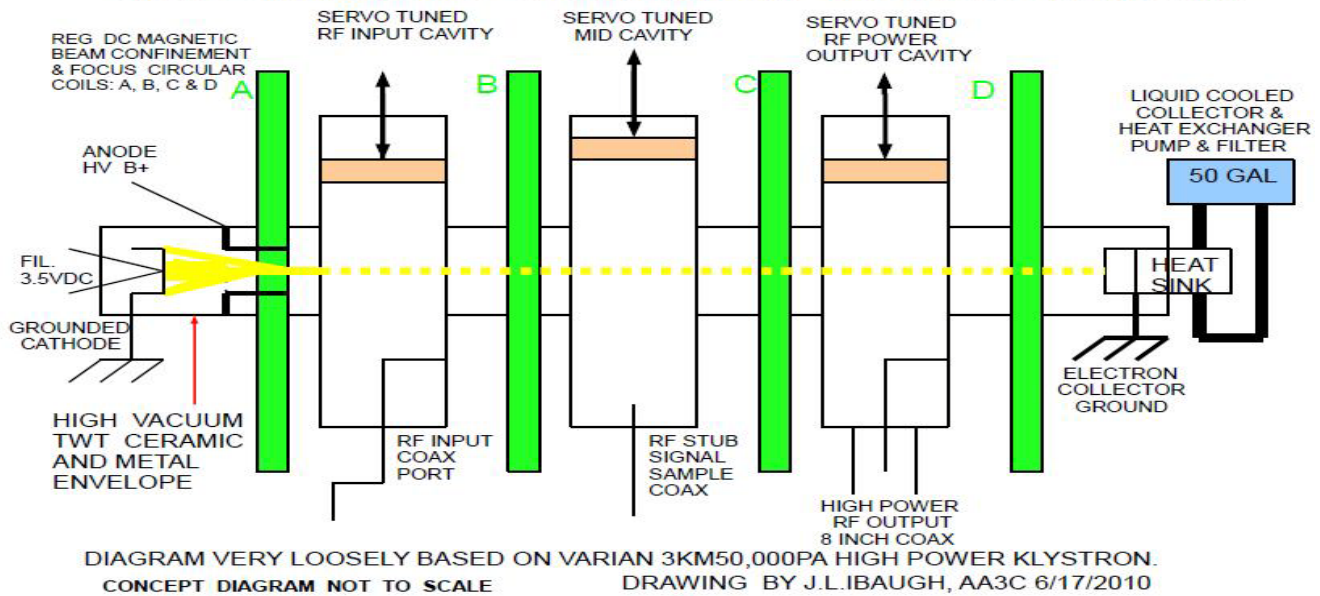 SERVO TUNED
RF INPUT CAVITY
SERVO TUNED
MID CAVITY
SERVO TUNED
RF POWER
OUTPUT CAVITY
REG DC MAGNETIC
BEAM CONFINEMENT
& FOCUS CIRCULAR
COILS: A, B, C & D
A
B
C
D
LIQUID COOLED
COLLECTOR &
HEAT EXCHANGER
PUMP & FILTER
50 GAL
ANODE
HV B+
FIL.
3.5VDC
HEAT
SINK
GROUNDED
CATHODE
ELECTRON
COLLECTOR
GROUND
HIGH VACUUM
TWT CERAMIC
AND METAL
ENVELOPE
RF INPUT
COAX
PORT
RF STUB
SIGNAL
SAMPLE
COAX
HIGH POWER
RF OUTPUT
8 INCH COAX
DIAGRAM VERY LOOSELY BASED ON VARIAN 3KM50,000PA HIGH POWER KLYSTRON.
CONCEPT DIAGRAM NOT TO SCALE
DRAWING BY J.L.IBAUGH, AA3C 6/17/2010